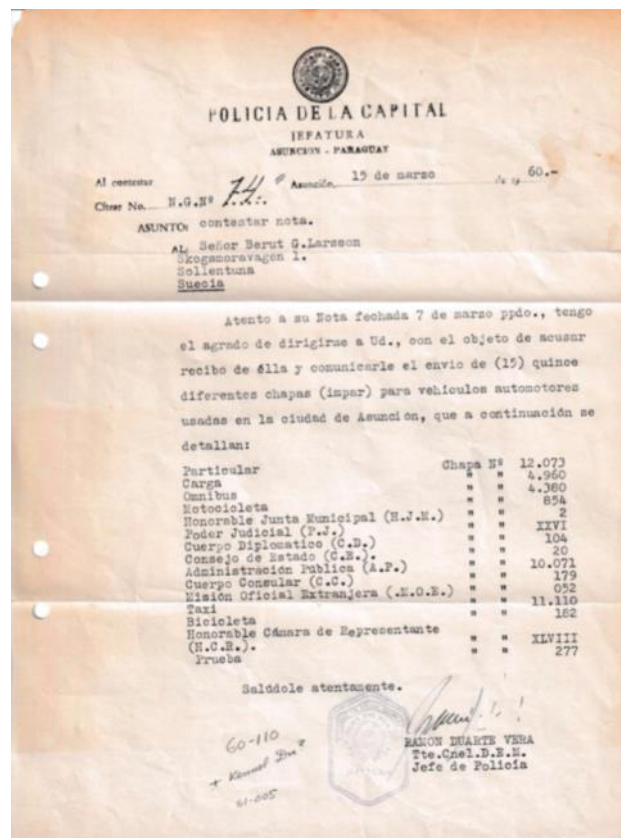 POLICIA DE LA CAPITAL
JEFATURA
ASUNCION - PARAGUAY
Al contestar
Citar No. N.G.Nº 74.
Asunción, 15 de marzo de 19 60.-
ASUNTO: contestar nota.
AL Señor Berut G.Larsson
Skogsmoravagen 1.
Sollentuna
Suecia
Atento a su Nota fechada 7 de marzo ppdo., tengo
el agrado de dirigirme a Ud., con el objeto de acusar
recibo de élla y comunicarle el envio de (15) quince
diferentes chapas (impar) para vehículos automotores
usadas en la ciudad de Asunción, que a continuación se
detallan:
Particular Chapa Nº 12.073
Carga " " 4.960
Omnibus " " 4.380
Motocicleta " " 854
Honorable Junta Municipal (H.J.M.) " " 2
Poder Judicial (P.J.) " " XXVI
Cuerpo Diplomatico (C.D.) " " 104
Consejo de Estado (C.E.). " " 20
Administración Pública (A.P.) " " 10.071
Cuerpo Consular (C.C.) " " 179
Misión Oficial Extranjera (.M.O.E.) " " 052
Taxi " " 11.110
Bicicleta " " 182
Honorable Cámara de Representante
(H.C.R.). " " XLVIII
Prueba " " 277
Salúdole atentamente.
RAMON DUARTE VERA
Tte.Cnel.D.E.M.
Jefe de Policía
60-110
61-005